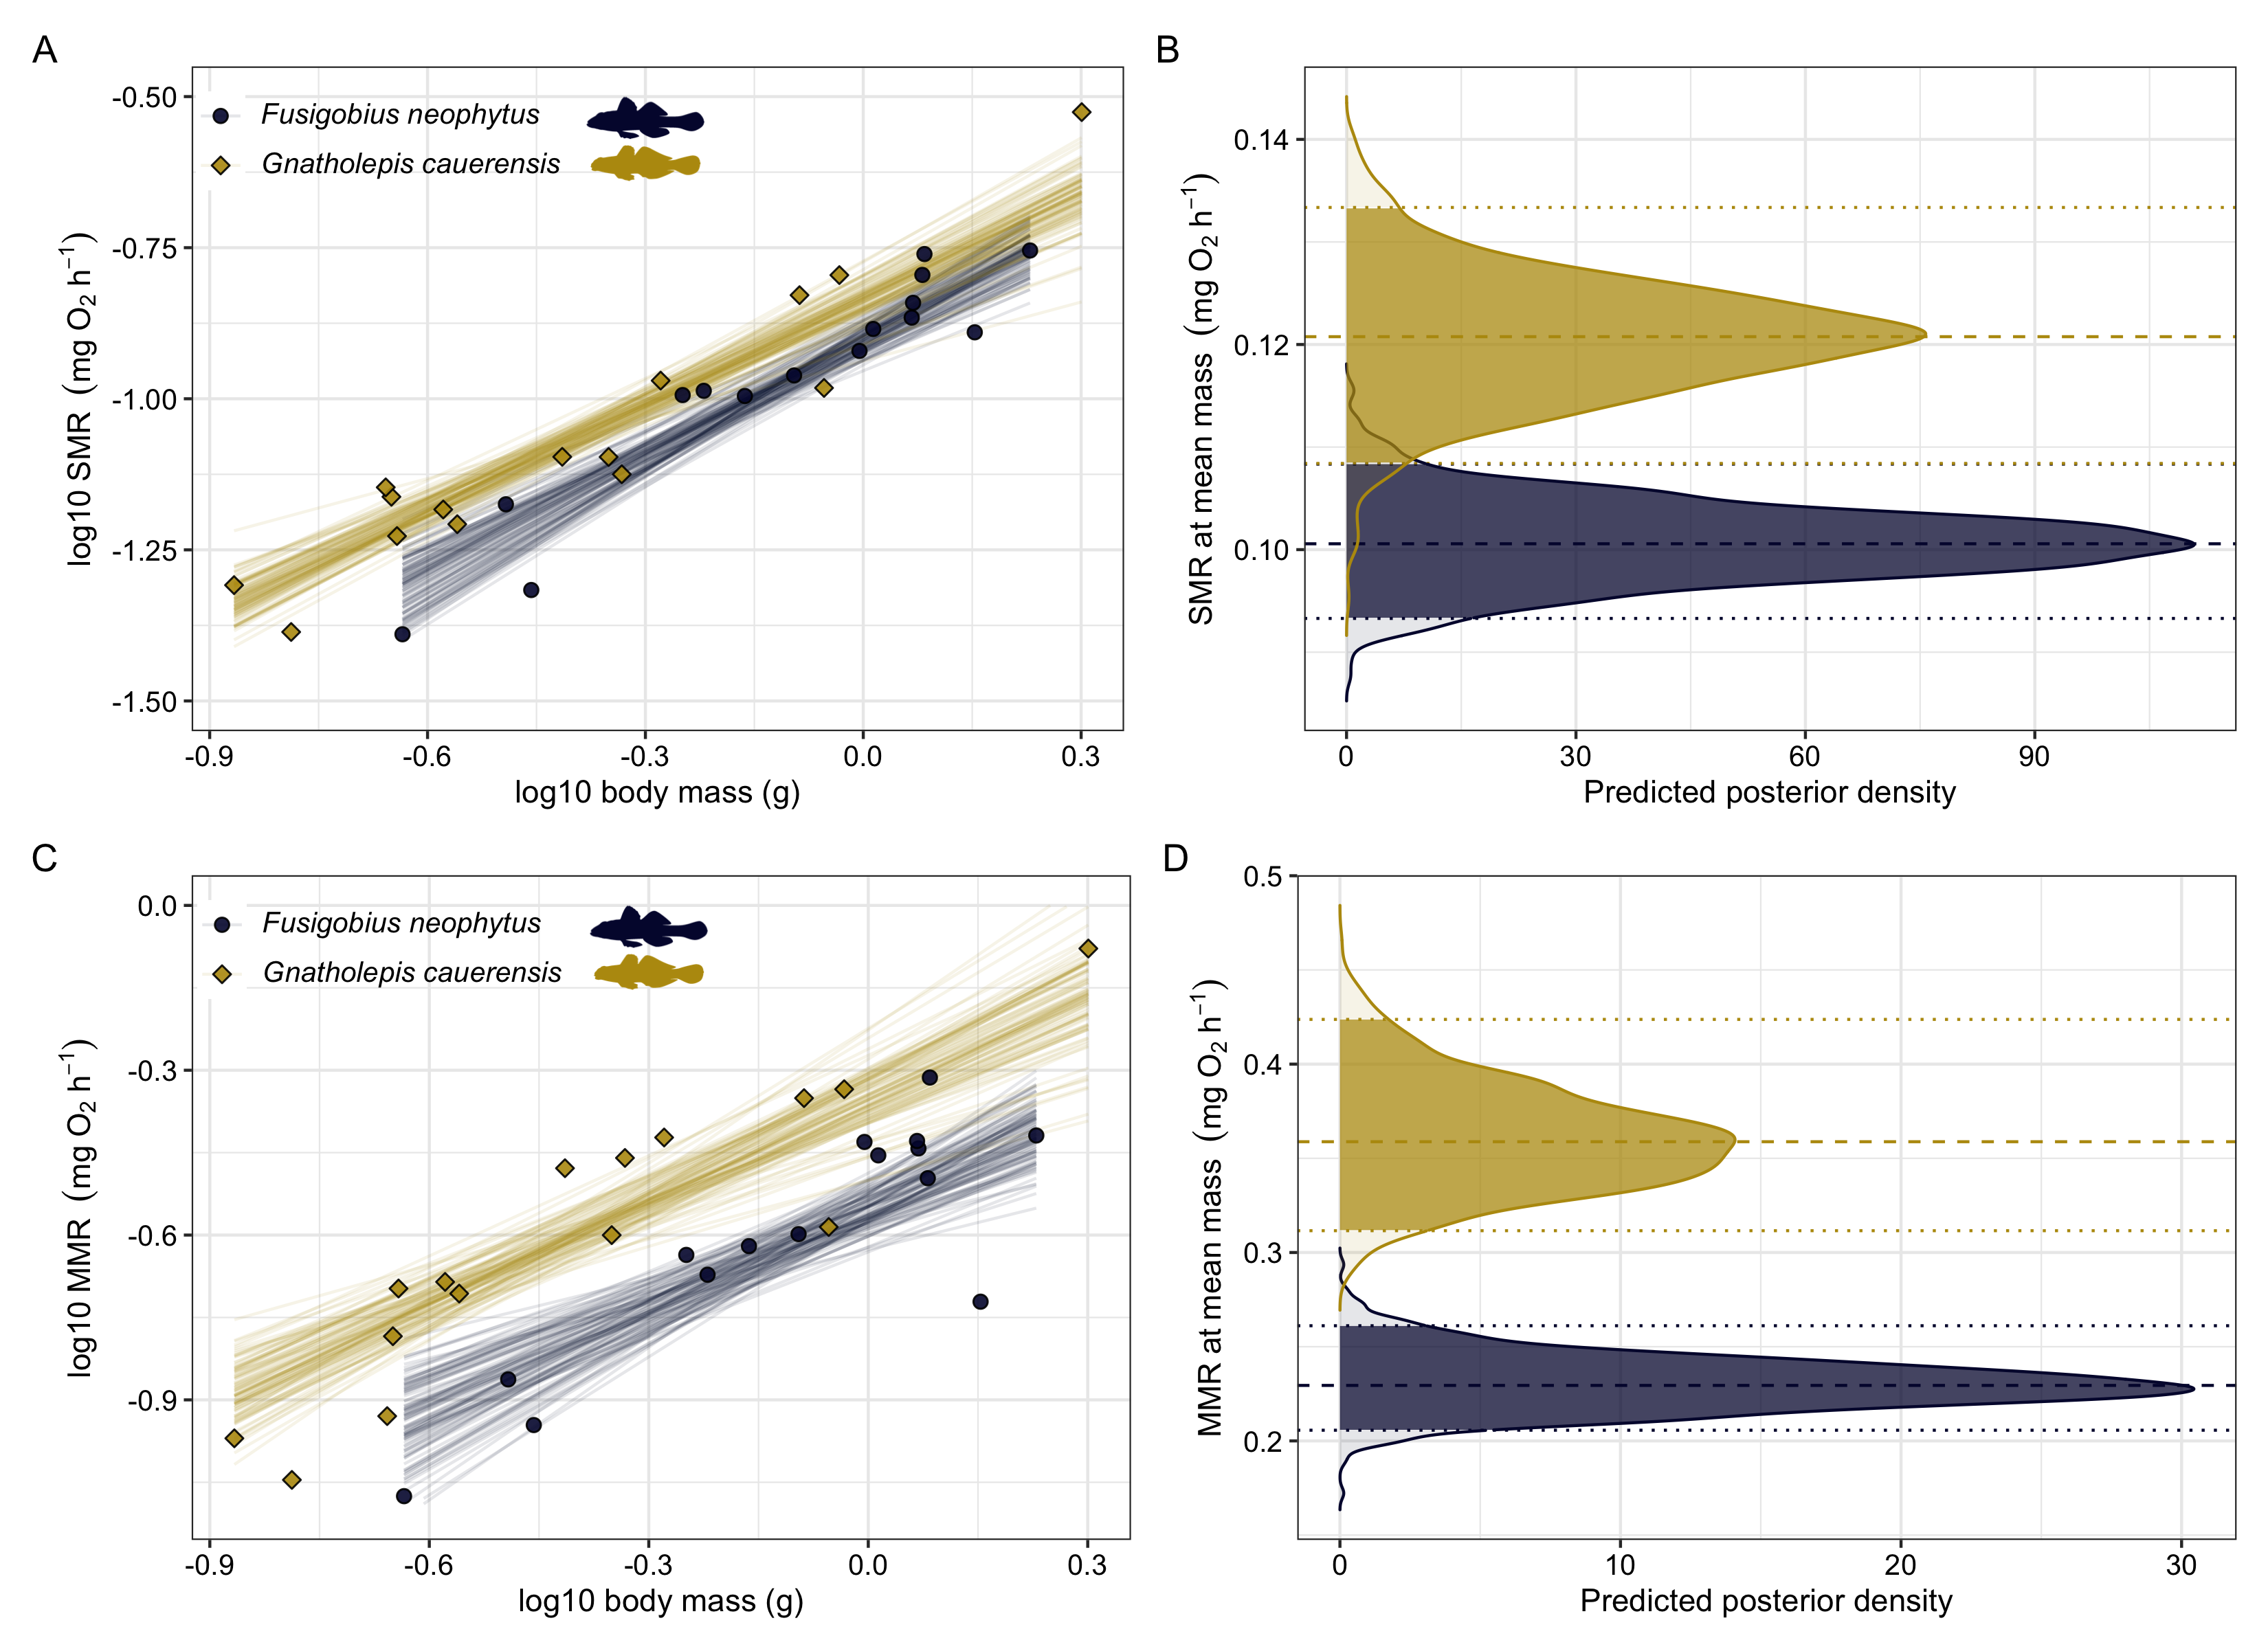 A
-0.50
-0.75
-1.00
-1.25
-1.50
log10 SMR (mg O₂ h⁻¹)
Fusigobius neophytus
Gnatholepis cauerensis
-0.9 -0.6 -0.3 0.0 0.3
log10 body mass (g)
B
0.14
0.12
0.10
SMR at mean mass (mg O₂ h⁻¹)
0 30 60 90
Predicted posterior density
C
0.0
-0.3
-0.6
-0.9
log10 MMR (mg O₂ h⁻¹)
Fusigobius neophytus
Gnatholepis cauerensis
-0.9 -0.6 -0.3 0.0 0.3
log10 body mass (g)
D
0.5
0.4
0.3
0.2
MMR at mean mass (mg O₂ h⁻¹)
0 10 20 30
Predicted posterior density